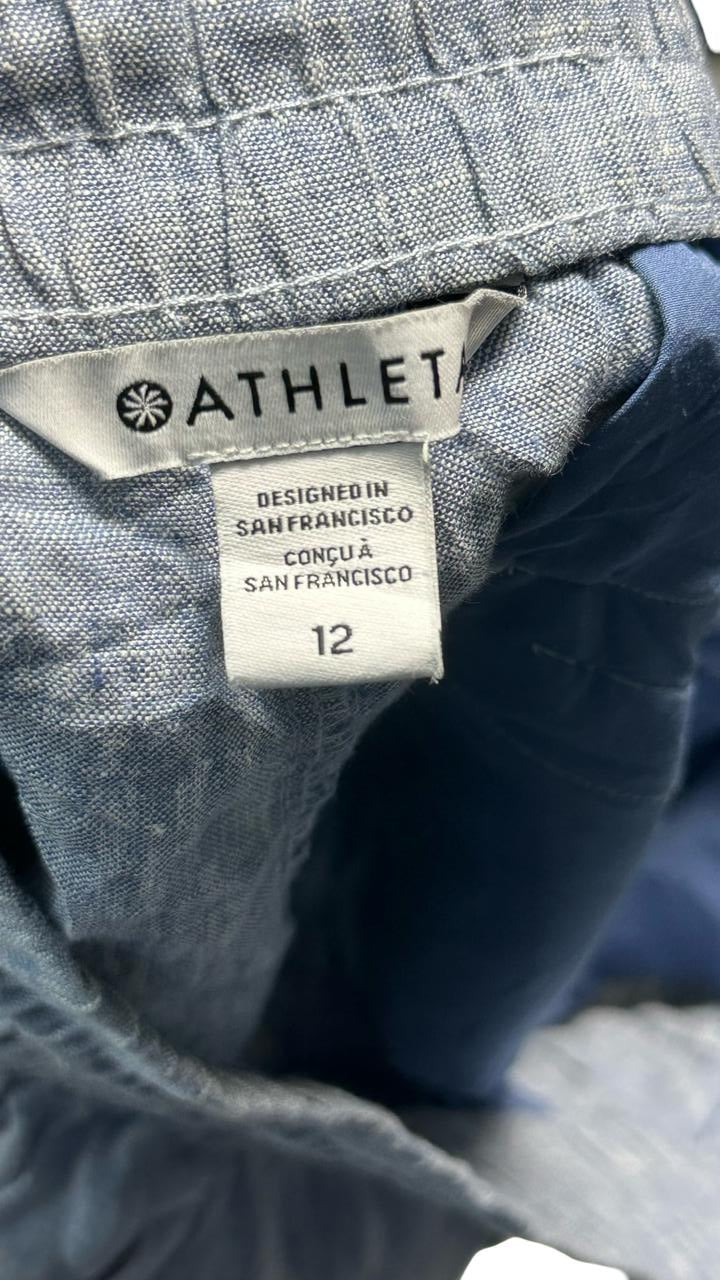 ATHLETA
DESIGNED IN
SAN FRANCISCO
CONÇU À
SAN FRANCISCO
12